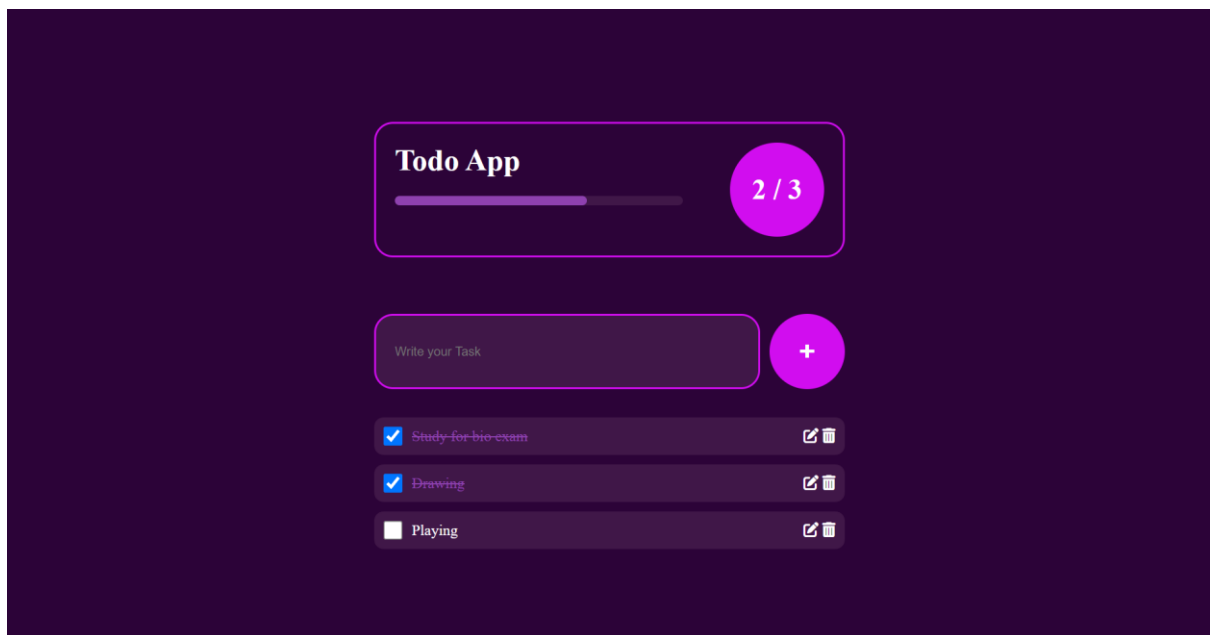 Todo App
2 / 3
Write your Task
+
Study for bio exam
Drawing
Playing